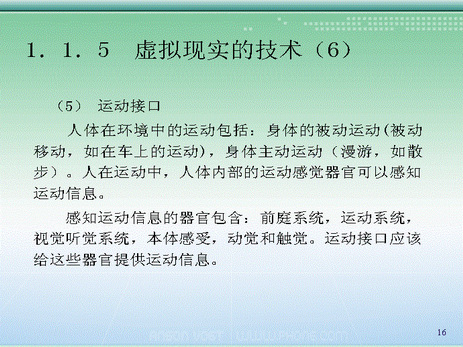 1．1．5　虚拟现实的技术（6）
（5） 运动接口
人体在环境中的运动包括：身体的被动运动(被动
移动，如在车上的运动)，身体主动运动（漫游，如散
步）。人在运动中，人体内部的运动感觉器官可以感知
运动信息。
感知运动信息的器官包含：前庭系统，运动系统，
视觉听觉系统，本体感受，动觉和触觉。运动接口应该
给这些器官提供运动信息。
16